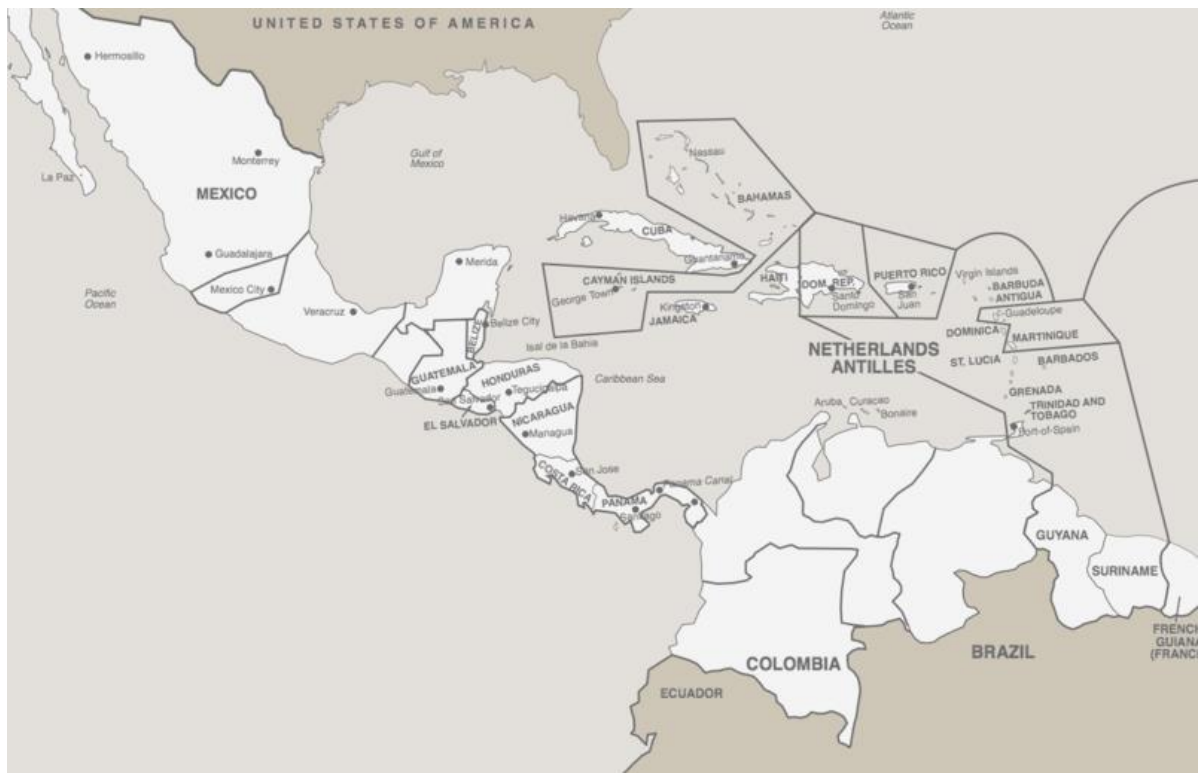 UNITED STATES OF AMERICA
Atlantic
Ocean
Hermosillo
Monterrey
Gulf of
Mexico
Nassau
La Paz
MEXICO
BAHAMAS
Havana
CUBA
Guadalajara
Merida
Guantanamo
CAYMAN ISLANDS
HAITI
DOM. REP.
PUERTO RICO
Virgin Islands
BARBUDA
ANTIGUA
Pacific
Ocean
Mexico City
George Town
Santo
Domingo
San
Juan
Veracruz
Kingston
JAMAICA
Guadeloupe
BELIZE
Belize City
DOMINICA
MARTINIQUE
Isal de la Bahia
NETHERLANDS
ANTILLES
ST. LUCIA
BARBADOS
GUATEMALA
HONDURAS
Caribbean Sea
Guatemala
Tegucicalpa
San Salvador
GRENADA
NICARAGUA
Aruba
Curacao
Bonaire
TRINIDAD AND
TOBAGO
EL SALVADOR
Managua
Port-of-Spain
COSTA RICA
San Jose
Panama Canal
PANAMA
Santiago
GUYANA
SURINAME
COLOMBIA
BRAZIL
FRENCH
GUIANA
(FRANCE
ECUADOR